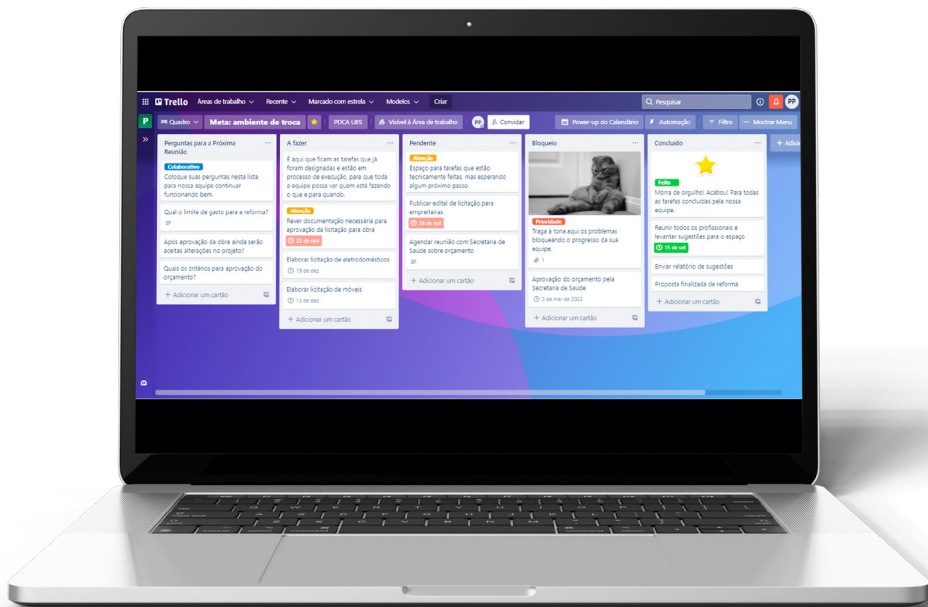 Trello Áreas de trabalho Recente Marcado com estrela Modelos Criar Pesquisar PP
P Quadro Meta: ambiente de troca PDCA UBS Visível à Área de trabalho PP Convidar Power-up do Calendário Automação Filtro Mostrar Menu
Perguntas para a Próxima
Reunião
Colaborativo
Coloque suas perguntas nesta lista
para nossa equipe continuar
funcionando bem.
Qual o limite de gasto para a reforma?
Após aprovação da obra ainda serão
aceitas alterações no projeto?
Quais os critérios para aprovação do
orçamento?
+ Adicionar um cartão
A fazer
É aqui que ficam as tarefas que já
foram designadas e estão em
processo de execução, para que toda
a equipe possa ver quem está fazendo
o que e para quando.
Atenção
Rever documentação necessária para
aprovação da licitação para obra
22 de nov
Elaborar licitação de eletrodomésticos
19 de dez
Elaborar licitação de móveis
13 de dez
+ Adicionar um cartão
Pendente
Atenção
Espaço para tarefas que estão
tecnicamente feitas, mas esperando
algum próximo passo.
Publicar edital de licitação para
empreiteiras
28 de out
Agendar reunião com Secretaria de
Saúde sobre orçamento
+ Adicionar um cartão
Bloqueio
Prioridade
Traga à tona aqui os problemas
bloqueando o progresso da sua
equipe.
1
Aprovação do orçamento pela
Secretaria de Saúde
3 de mar de 2022
+ Adicionar um cartão
Concluído
Feito
Morra de orgulho! Acabou! Para todas
as tarefas concluídas pela nossa
equipe.
Reunir todos os profissionais e
levantar sugestões para o espaço
15 de set
Enviar relatório de sugestões
Proposta finalizada de reforma
+ Adicionar um cartão